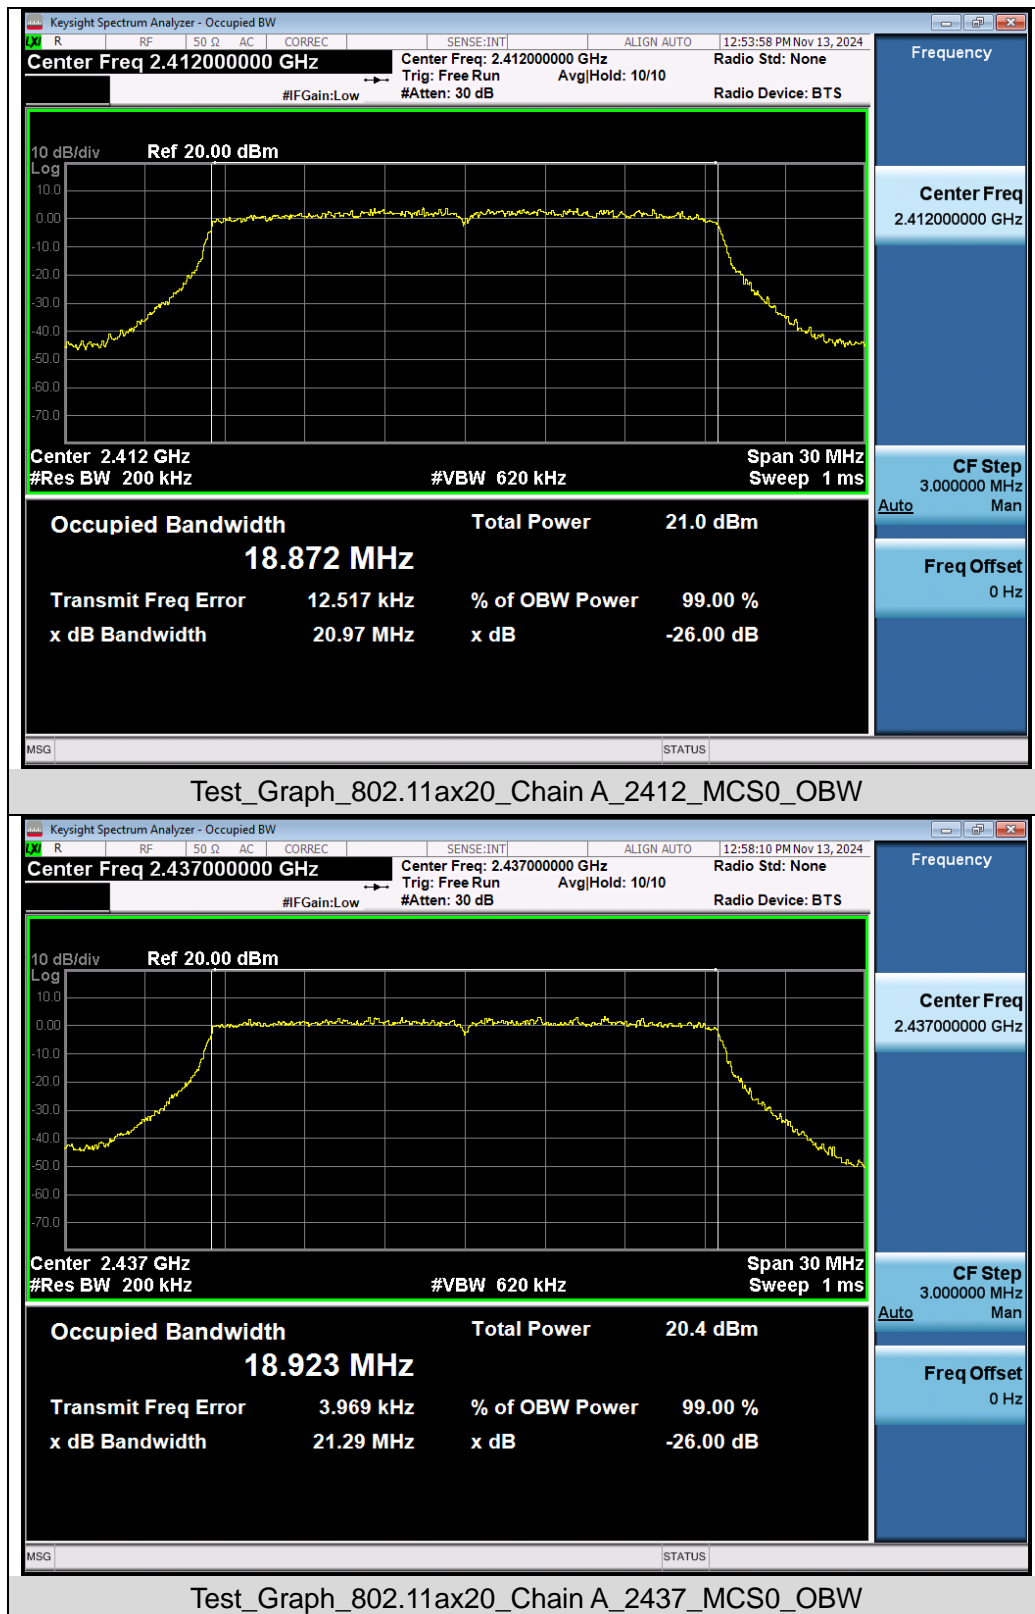 Keysight Spectrum Analyzer - Occupied BW
LXI R RF 50 Ω AC CORREC SENSE:INT ALIGN AUTO 12:53:58 PM Nov 13, 2024
Center Freq 2.412000000 GHz
Center Freq: 2.412000000 GHz
Radio Std: None
Trig: Free Run Avg|Hold: 10/10
#IFGain:Low #Atten: 30 dB Radio Device: BTS
10 dB/div Ref 20.00 dBm
Log
10.0
0.00
-10.0
-20.0
-30.0
-40.0
-50.0
-60.0
-70.0
Center 2.412 GHz Span 30 MHz
#Res BW 200 kHz #VBW 620 kHz Sweep 1 ms
Occupied Bandwidth Total Power 21.0 dBm
18.872 MHz
Transmit Freq Error 12.517 kHz % of OBW Power 99.00 %
x dB Bandwidth 20.97 MHz x dB -26.00 dB
Frequency
Center Freq
2.412000000 GHz
CF Step
3.000000 MHz
Auto Man
Freq Offset
0 Hz
MSG STATUS
Test_Graph_802.11ax20_Chain A_2412_MCS0_OBW
Keysight Spectrum Analyzer - Occupied BW
LXI R RF 50 Ω AC CORREC SENSE:INT ALIGN AUTO 12:58:10 PM Nov 13, 2024
Center Freq 2.437000000 GHz
Center Freq: 2.437000000 GHz
Radio Std: None
Trig: Free Run Avg|Hold: 10/10
#IFGain:Low #Atten: 30 dB Radio Device: BTS
10 dB/div Ref 20.00 dBm
Log
10.0
0.00
-10.0
-20.0
-30.0
-40.0
-50.0
-60.0
-70.0
Center 2.437 GHz Span 30 MHz
#Res BW 200 kHz #VBW 620 kHz Sweep 1 ms
Occupied Bandwidth Total Power 20.4 dBm
18.923 MHz
Transmit Freq Error 3.969 kHz % of OBW Power 99.00 %
x dB Bandwidth 21.29 MHz x dB -26.00 dB
Frequency
Center Freq
2.437000000 GHz
CF Step
3.000000 MHz
Auto Man
Freq Offset
0 Hz
MSG STATUS
Test_Graph_802.11ax20_Chain A_2437_MCS0_OBW